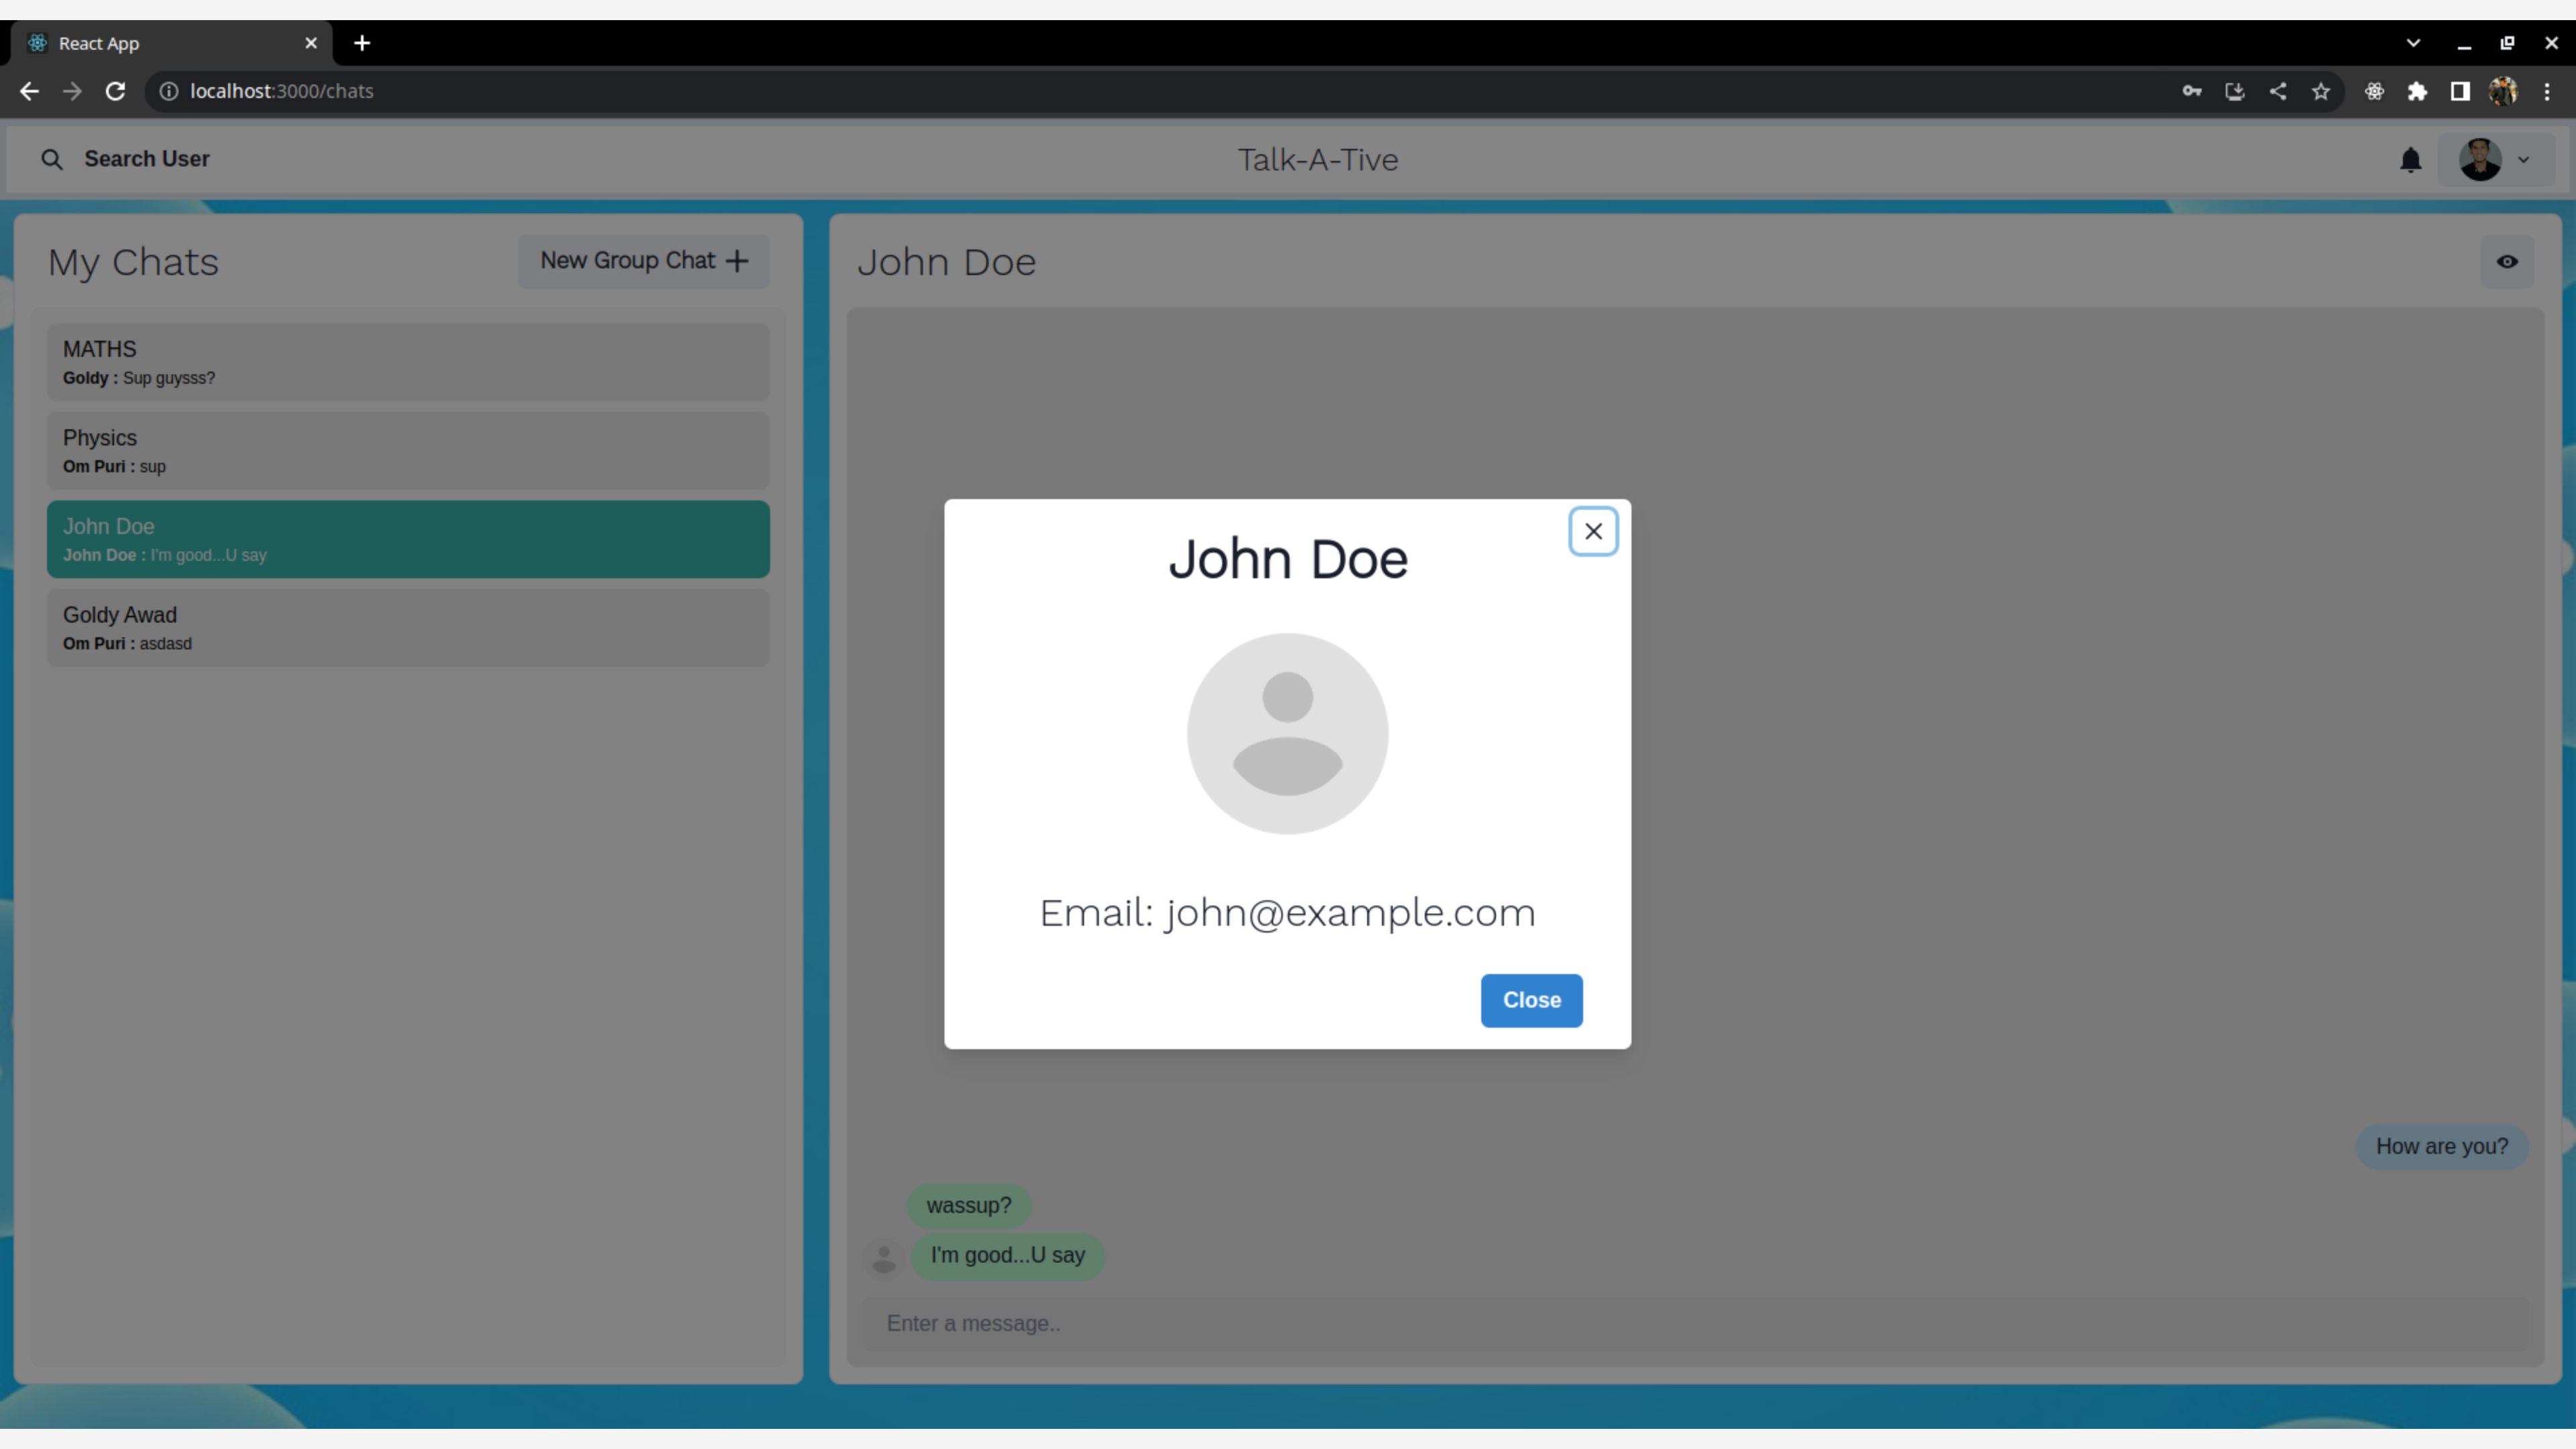 React App
localhost:3000/chats
Search User
Talk-A-Tive
My Chats
New Group Chat
MATHS
Goldy : Sup guysss?
Physics
Om Puri : sup
John Doe
John Doe : I'm good...U say
Goldy Awad
Om Puri : asdasd
John Doe
John Doe
Email: john@example.com
Close
How are you?
wassup?
I'm good...U say
Enter a message..